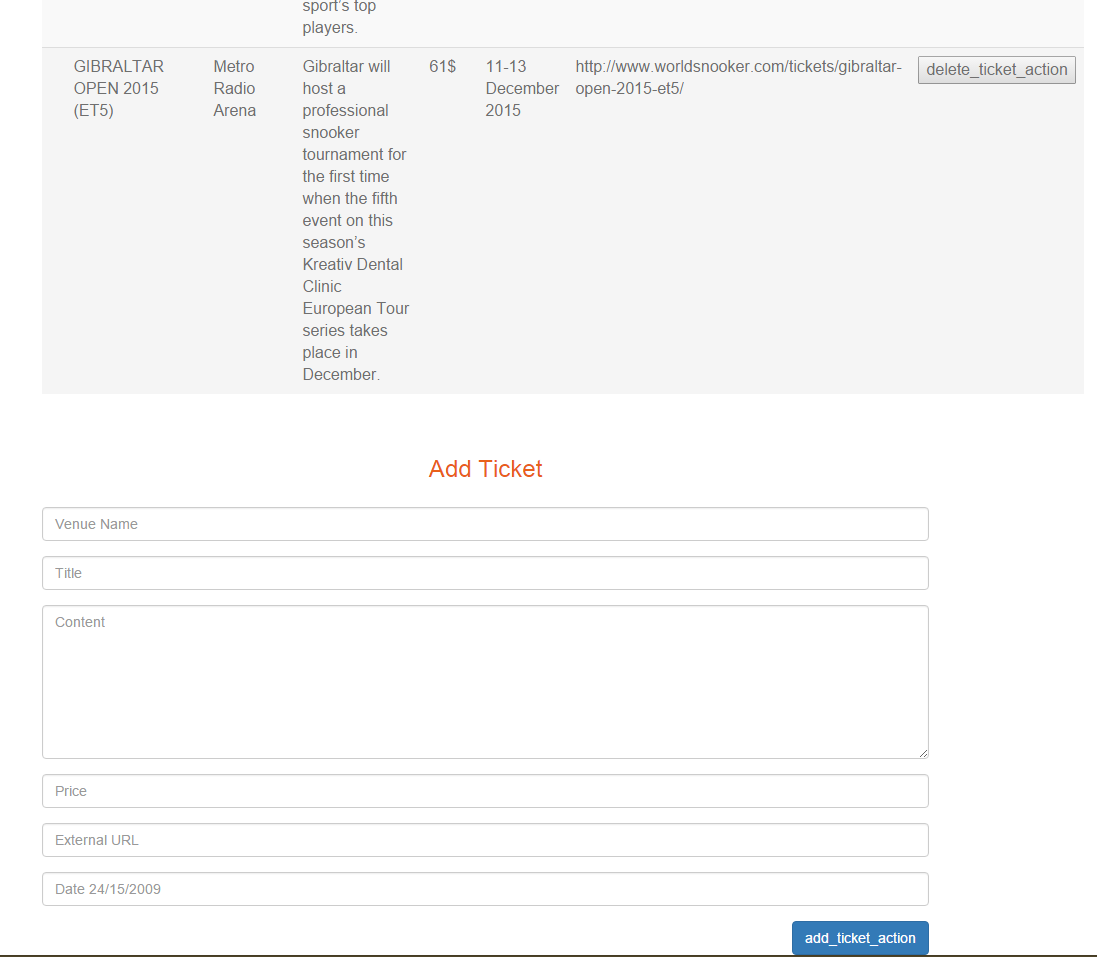 sport's top
players.
GIBRALTAR
OPEN 2015
(ET5)
Metro
Radio
Arena
Gibraltar will
host a
professional
snooker
tournament for
the first time
when the fifth
event on this
season’s
Kreativ Dental
Clinic
European Tour
series takes
place in
December.
61$
11-13
December
2015
http://www.worldsnooker.com/tickets/gibraltar-
open-2015-et5/
delete_ticket_action
Add Ticket
Venue Name
Title
Content
Price
External URL
Date 24/15/2009
add_ticket_action